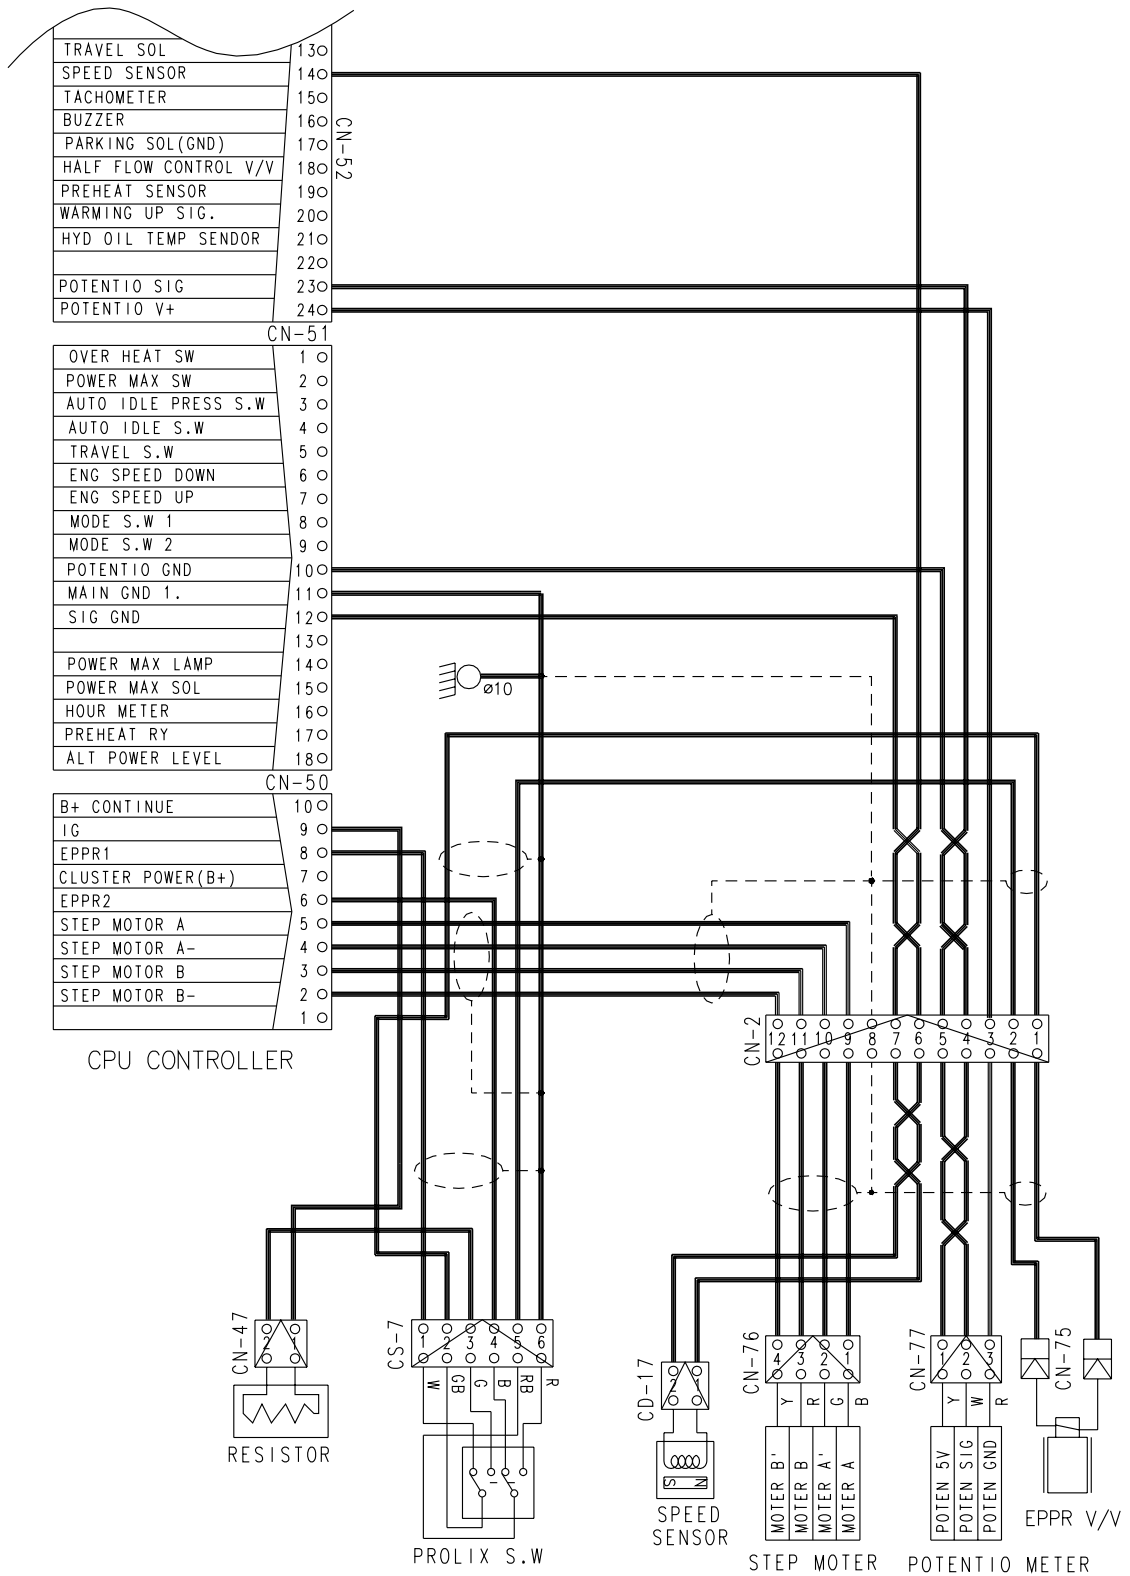 TRAVEL SOL 13
SPEED SENSOR 14
TACHOMETER 15
BUZZER 16
PARKING SOL(GND) 17
HALF FLOW CONTROL V/V 18
PREHEAT SENSOR 19
WARMING UP SIG. 20
HYD OIL TEMP SENDOR 21
22
POTENTIO SIG 23
POTENTIO V+ 24
CN-52
CN-51
OVER HEAT SW 1
POWER MAX SW 2
AUTO IDLE PRESS S.W 3
AUTO IDLE S.W 4
TRAVEL S.W 5
ENG SPEED DOWN 6
ENG SPEED UP 7
MODE S.W 1 8
MODE S.W 2 9
POTENTIO GND 10
MAIN GND 1. 11
SIG GND 12
13
POWER MAX LAMP 14
POWER MAX SOL 15
HOUR METER 16
PREHEAT RY 17
ALT POWER LEVEL 18
ø10
CN-50
B+ CONTINUE 10
IG 9
EPPR1 8
CLUSTER POWER(B+) 7
EPPR2 6
STEP MOTOR A 5
STEP MOTOR A- 4
STEP MOTOR B 3
STEP MOTOR B- 2
1
CPU CONTROLLER
CN-2
12 11 10 9 8 7 6 5 4 3 2 1
CN-47
2 1
RESISTOR
CS-7
1 2 3 4 5 6
W GB G B RB R
PROLIX S.W
CD-17
2 1
S N
SPEED
SENSOR
CN-76
4 3 2 1
Y R G B
MOTER B'
MOTER B
MOTER A'
MOTER A
STEP MOTER
CN-77
1 2 3
Y W R
POTEN 5V
POTEN SIG
POTEN GND
POTENTIO METER
CN-75
EPPR V/V